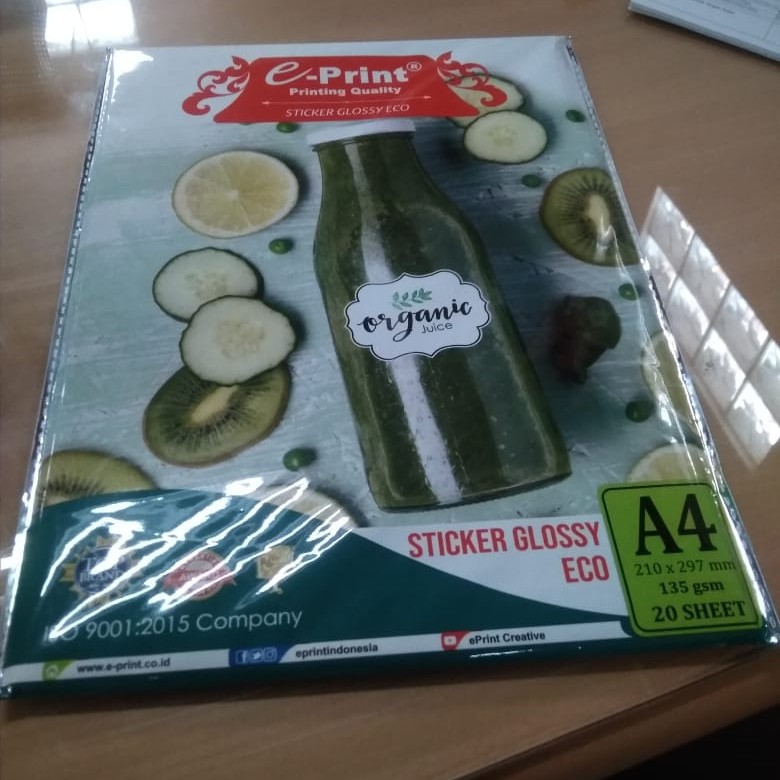 e-Print®
Printing Quality
STICKER GLOSSY ECO
organic
Juice
STICKER GLOSSY
ECO
A4
210 x 297 mm
135 gsm
20 SHEET
BRAND
ISO 9001:2015 Company
www.e-print.co.id
eprintindonesia
ePrint Creative